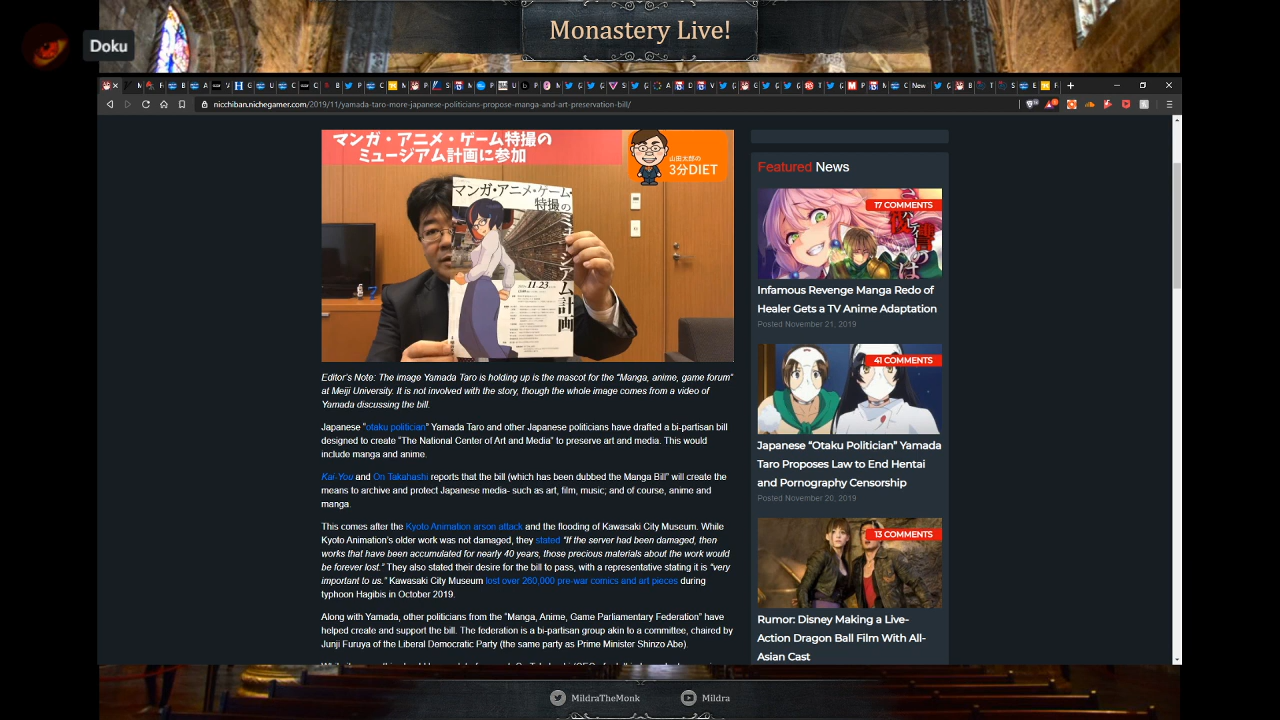 Monastery Live!
Doku
nicchiban.nichegamer.com/2019/11/yamada-taro-more-japanese-politicians-propose-manga-and-art-preservation-bill/
マンガ・アニメ・ゲーム特撮の
ミュージアム計画に参加
山田太郎の
3分DIET
マンガ・アニメ・ゲーム
特撮の
ミュージアム計画
11.23
Editor's Note: The image Yamada Taro is holding up is the mascot for the "Manga, anime, game forum"
at Meiji University. It is not involved with the story, though the whole image comes from a video of
Yamada discussing the bill.
Japanese "otaku politician" Yamada Taro and other Japanese politicians have drafted a bi-partisan bill
designed to create "The National Center of Art and Media" to preserve art and media. This would
include manga and anime.
Kai-You and On Takahashi reports that the bill (which has been dubbed the Manga Bill" will create the
means to archive and protect Japanese media- such as art, film, music; and of course, anime and
manga.
This comes after the Kyoto Animation arson attack and the flooding of Kawasaki City Museum. While
Kyoto Animation's older work was not damaged, they stated "If the server had been damaged, then
works that have been accumulated for nearly 40 years, those precious materials about the work would
be forever lost." They also stated their desire for the bill to pass, with a representative stating it is "very
important to us." Kawasaki City Museum lost over 260,000 pre-war comics and art pieces during
typhoon Hagibis in October 2019.
Along with Yamada, other politicians from the "Manga, Anime, Game Parliamentary Federation" have
helped create and support the bill. The federation is a bi-partisan group akin to a committee, chaired by
Junji Furuya of the Liberal Democratic Party (the same party as Prime Minister Shinzo Abe).
Featured News
17 COMMENTS
Infamous Revenge Manga Redo of
Healer Gets a TV Anime Adaptation
Posted November 21, 2019
41 COMMENTS
Japanese "Otaku Politician" Yamada
Taro Proposes Law to End Hentai
and Pornography Censorship
Posted November 20, 2019
13 COMMENTS
Rumor: Disney Making a Live-
Action Dragon Ball Film With All-
Asian Cast
MildraTheMonk
Mildra